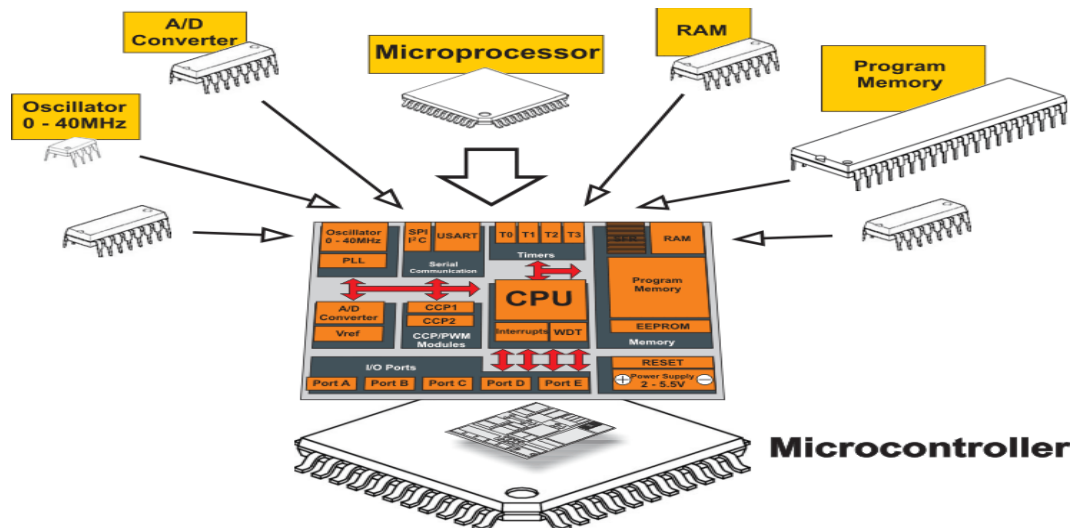 A/D
Converter
Microprocessor
RAM
Program
Memory
Oscillator
0 - 40MHz
Oscillator
0 - 40MHz
PLL
SPI
I²C
USART
Serial
Communication
T0 T1 T2 T3
Timers
SFR
RAM
Program
Memory
EEPROM
Memory
A/D
Converter
Vref
CCP1
CCP2
CCP/PWM
Modules
CPU
Interrupts
WDT
I/O Ports
Port A Port B Port C Port D Port E
RESET
+ Power Supply -
2 - 5.5V
Microcontroller